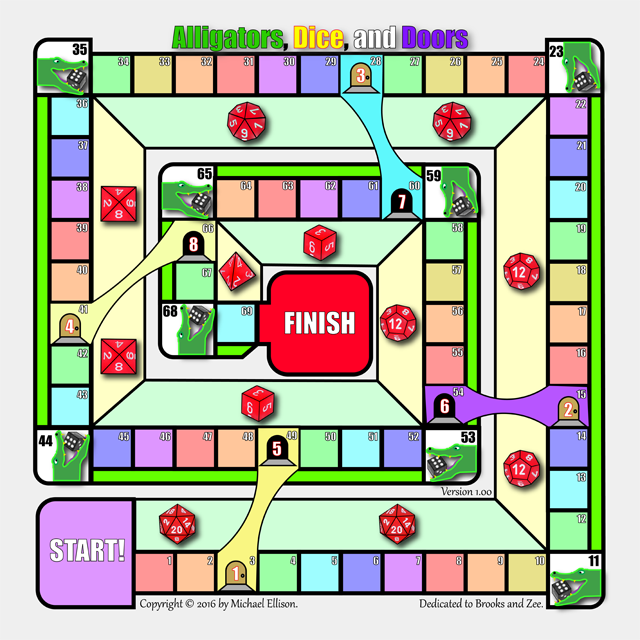 Alligators, Dice, and Doors
35 34 33 32 31 30 29 28 27 26 25 24 23
3
36 22
37 21
65 64 63 62 61 60 59
38 20
7
39 66 58 19
8
40 67 57 18
12
41 68 69 56 17
4
FINISH
12
42 55 16
43 54 15
6 2
44 45 46 47 48 49 50 51 52 53 14
5
12
13
Version 1.00
12
20 20
START!
1 2 3 4 5 6 7 8 9 10 11
1
Copyright © 2016 by Michael Ellison. Dedicated to Brooks and Zee.